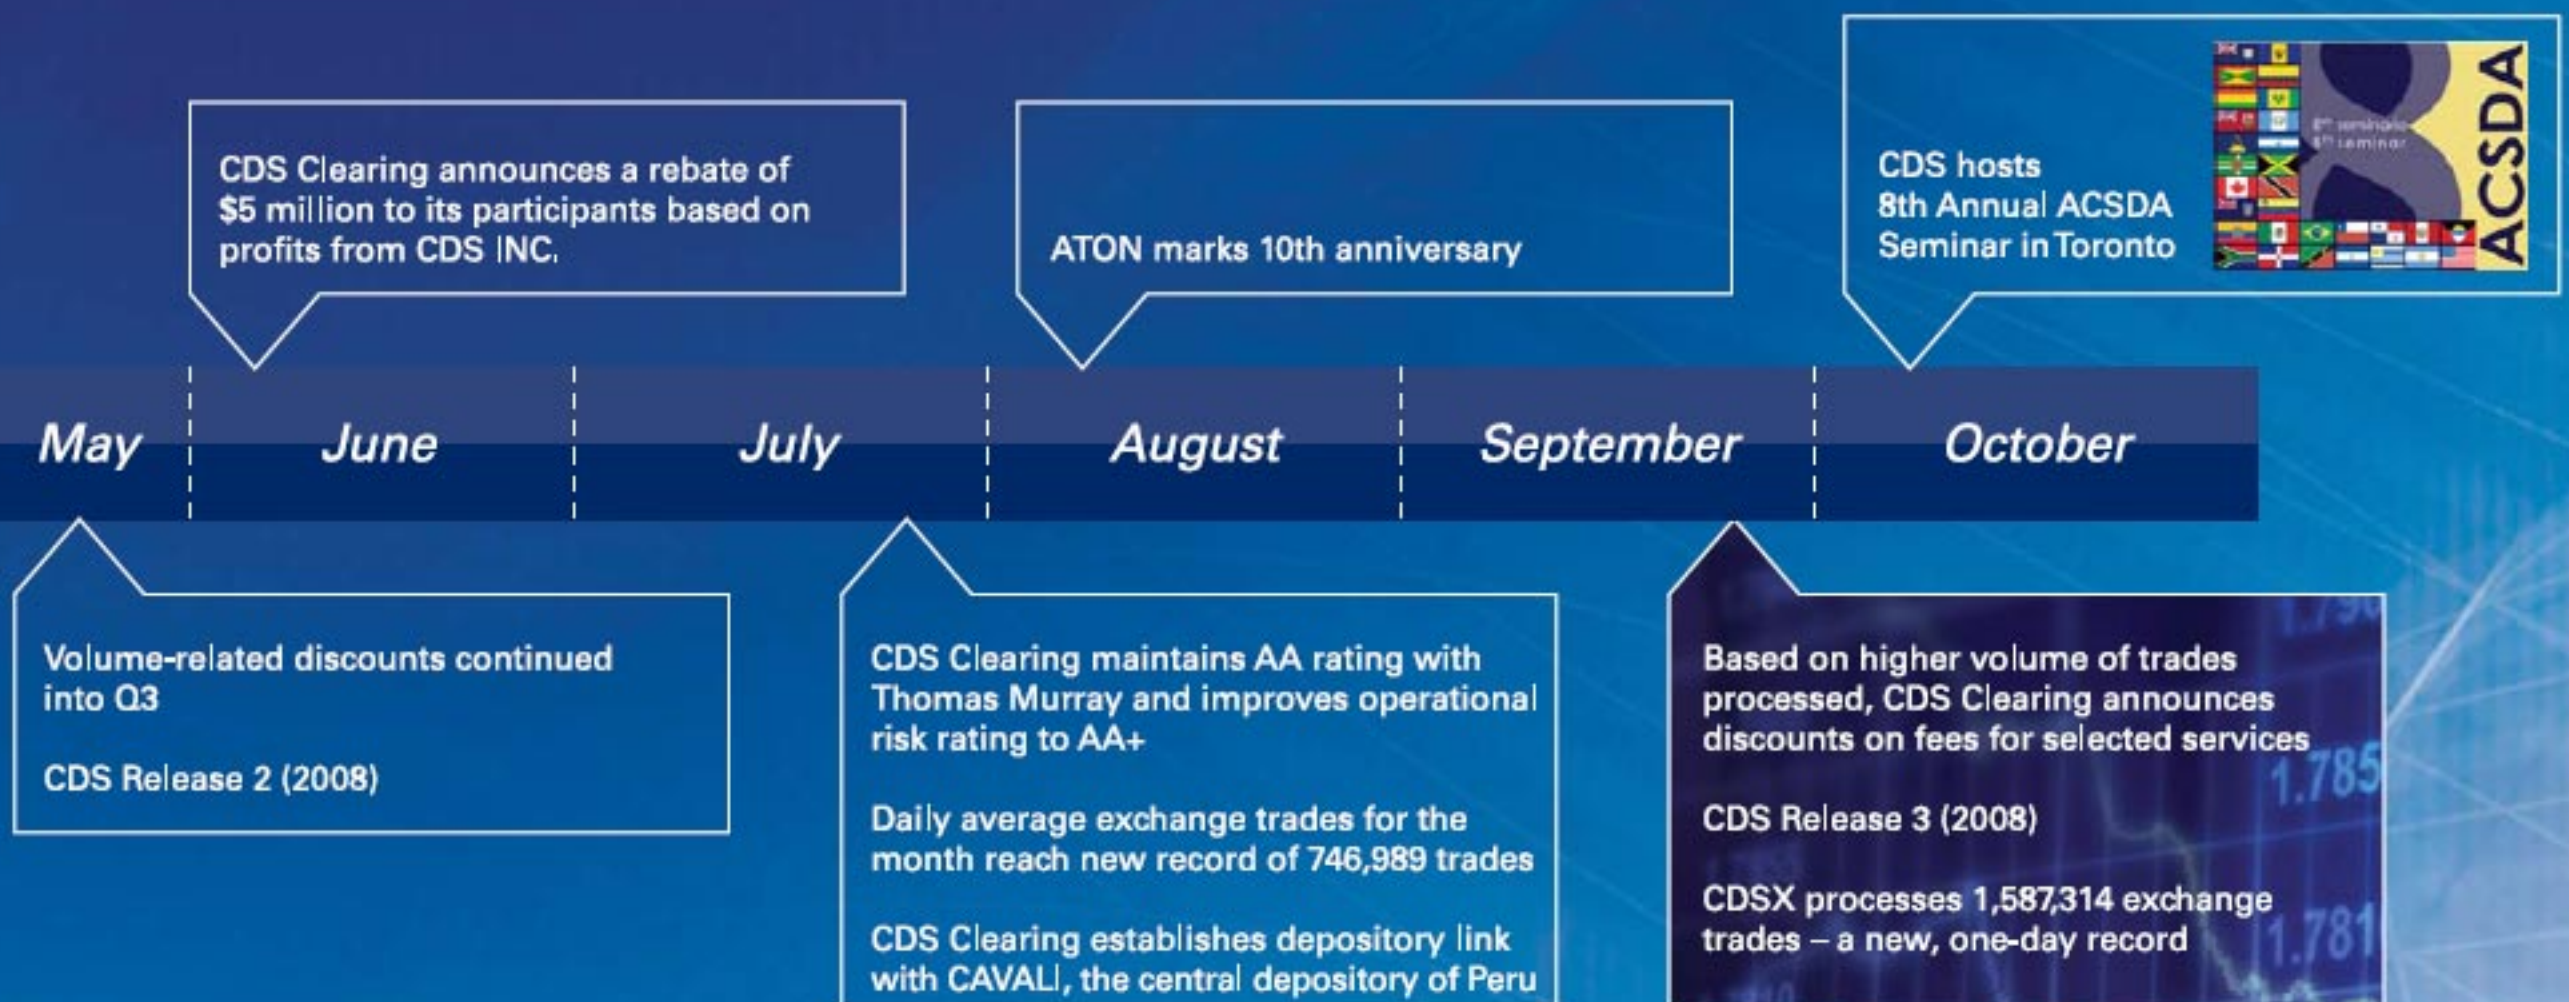 CDS Clearing announces a rebate of
$5 million to its participants based on
profits from CDS INC.
ATON marks 10th anniversary
CDS hosts
8th Annual ACSDA
Seminar in Toronto
8th seminario
8th seminar
ACSDA
May
June
July
August
September
October
Volume-related discounts continued
into Q3
CDS Release 2 (2008)
CDS Clearing maintains AA rating with
Thomas Murray and improves operational
risk rating to AA+
Daily average exchange trades for the
month reach new record of 746,989 trades
CDS Clearing establishes depository link
with CAVALI, the central depository of Peru
Based on higher volume of trades
processed, CDS Clearing announces
discounts on fees for selected services
CDS Release 3 (2008)
CDSX processes 1,587,314 exchange
trades – a new, one-day record
1.790
1.785
1.781